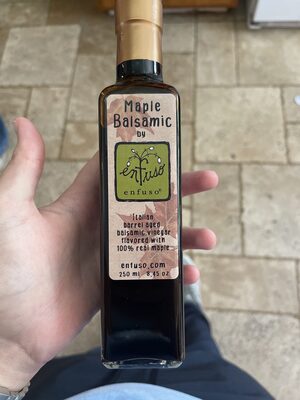 Maple
Balsamic
by
enfuso
enfuso®
Italian
barrel aged
balsamic vinegar
flavored with
100% real maple
enfuso.com
250 ml - 8.45 oz